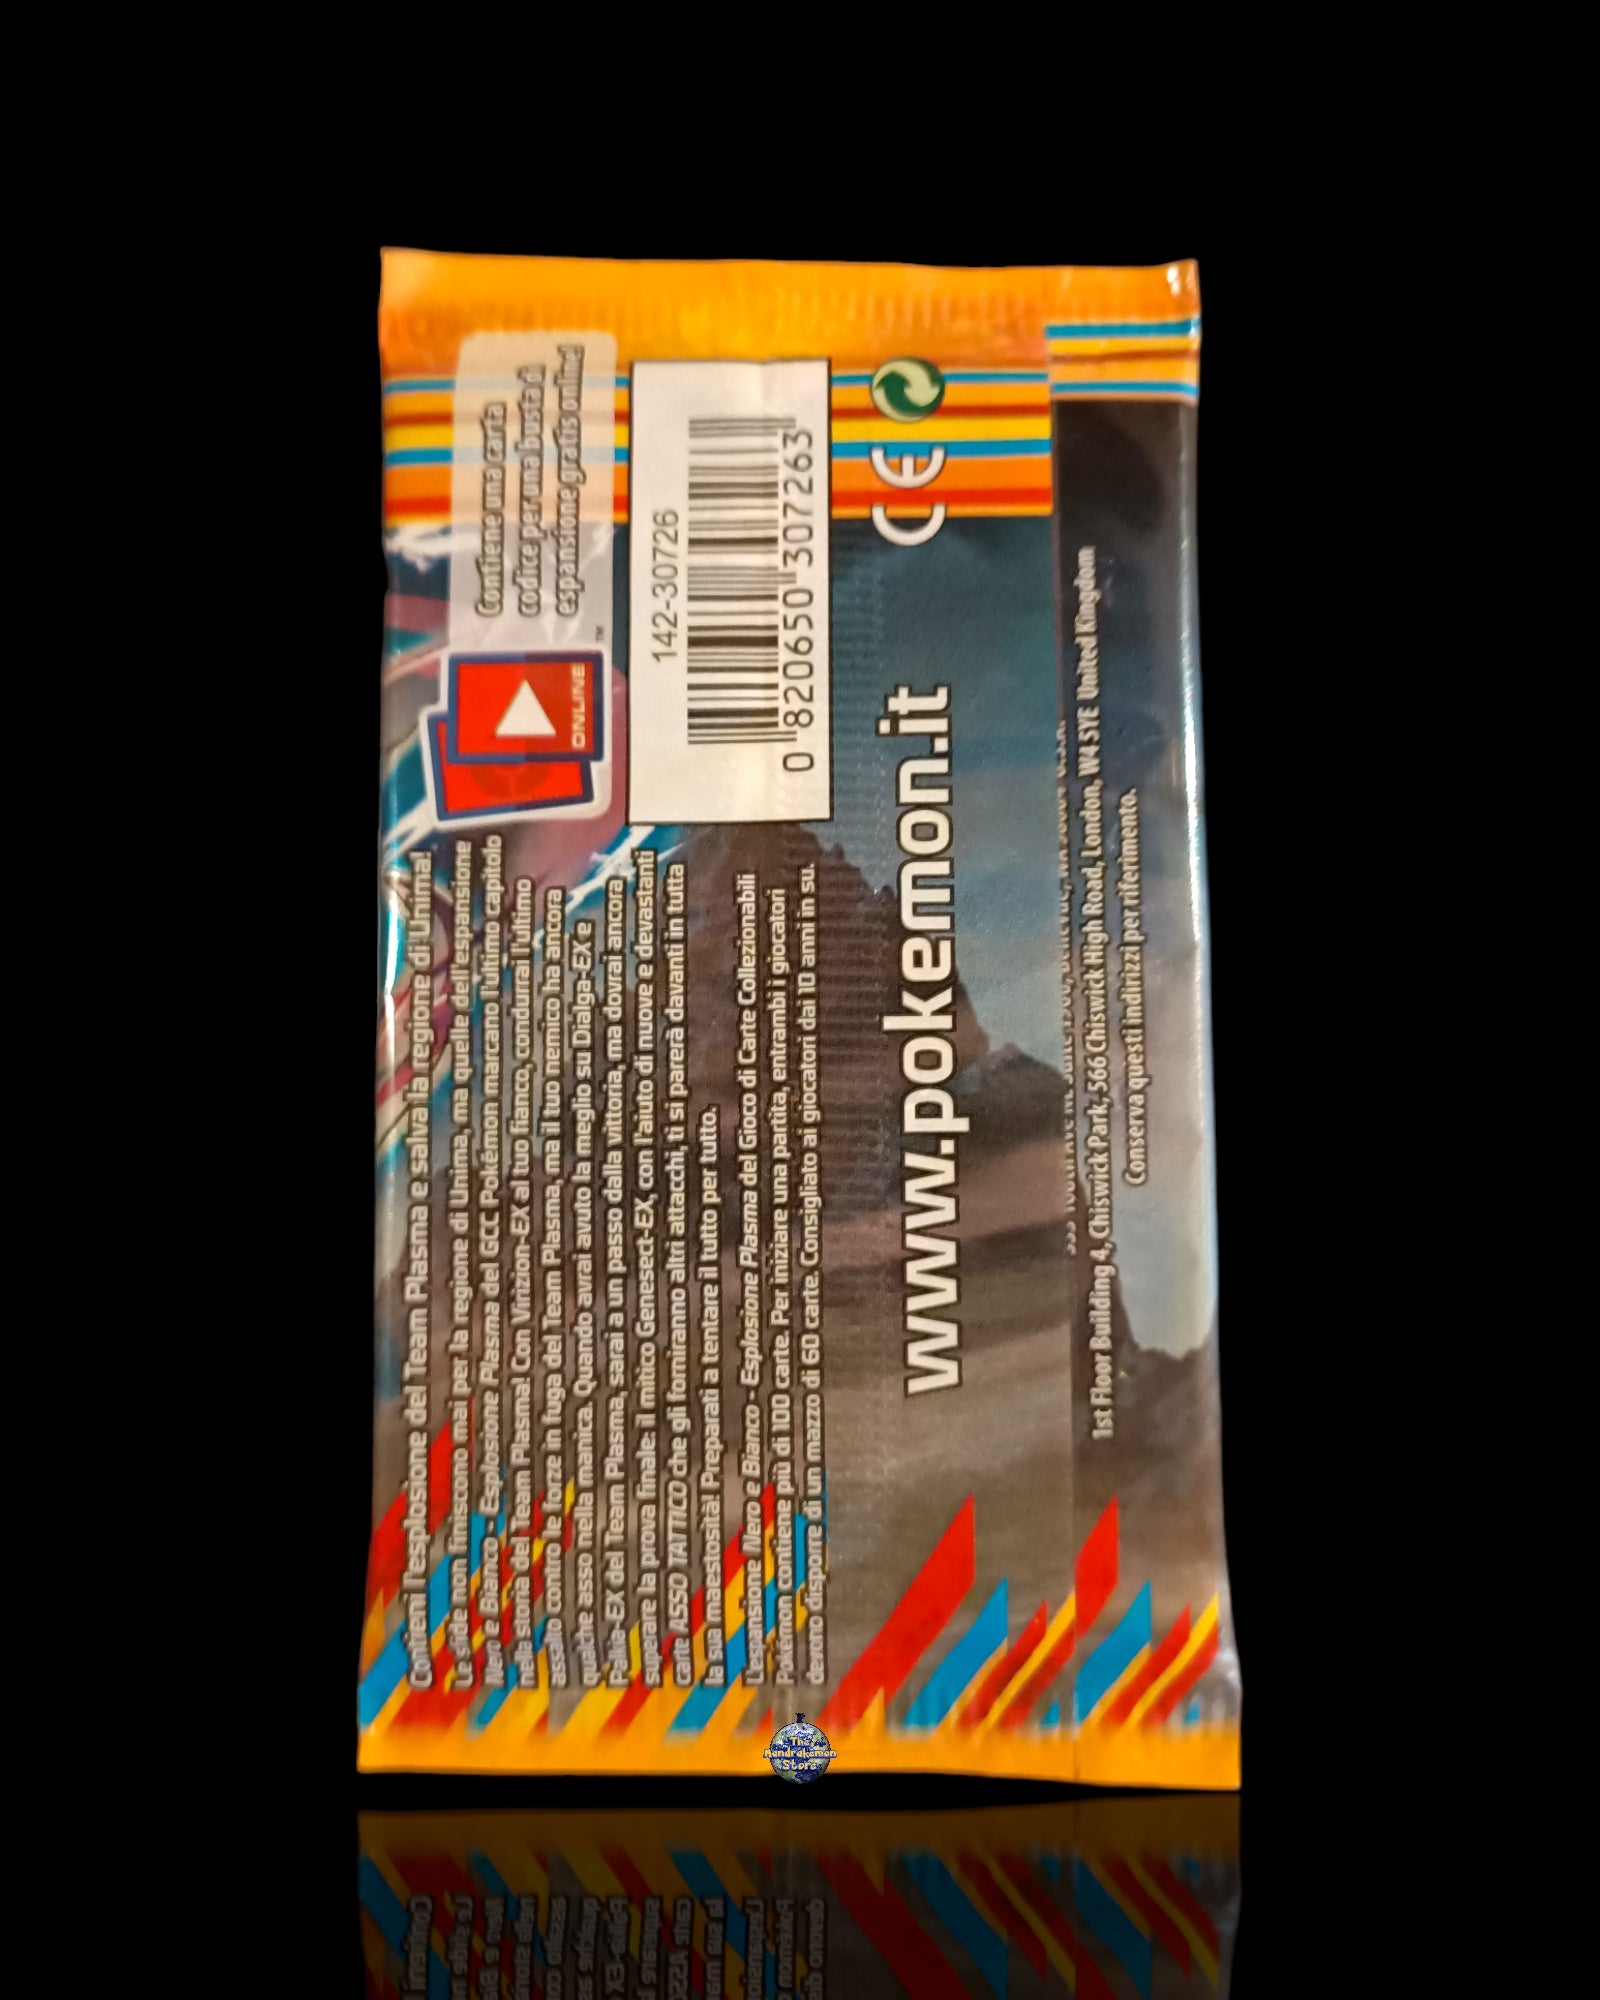 Contieni l'esplosione del Team Plasma e salva la regione di Unima!
Le sfide non finiscono mai per la regione di Unima, ma quelle dell'espansione
Nero e Bianco - Esplosione Plasma del GCC Pokémon marcano l'ultimo capitolo
nella storia del Team Plasma! Con Virizion-EX al tuo fianco, condurrai l'ultimo
assalto contro le forze in fuga del Team Plasma, ma il tuo nemico ha ancora
qualche asso nella manica. Quando avrai avuto la meglio su Dialga-EX e
Palkia-EX del Team Plasma, sarai a un passo dalla vittoria, ma dovrai ancora
superare la prova finale: il mitico Genesect-EX, con l'aiuto di nuove e devastanti
carte ASSO TATTICO che gli forniranno altri attacchi, ti si parerà davanti in tutta
la sua maestosità! Preparati a tentare il tutto per tutto.
L'espansione Nero e Bianco - Esplosione Plasma del Gioco di Carte Collezionabili
Pokémon contiene più di 100 carte. Per iniziare una partita, entrambi i giocatori
devono disporre di un mazzo di 60 carte. Consigliato ai giocatori dai 10 anni in su.
ONLINE
TM
Contiene una carta
codice per una busta di
espansione gratis online!
142-30726
0 820650 307263
www.pokemon.it
CE
1st Floor Building 4, Chiswick Park, 566 Chiswick High Road, London, W4 5YE United Kingdom
Conserva questi indirizzi per riferimento.
The
Mandrakemon
Store